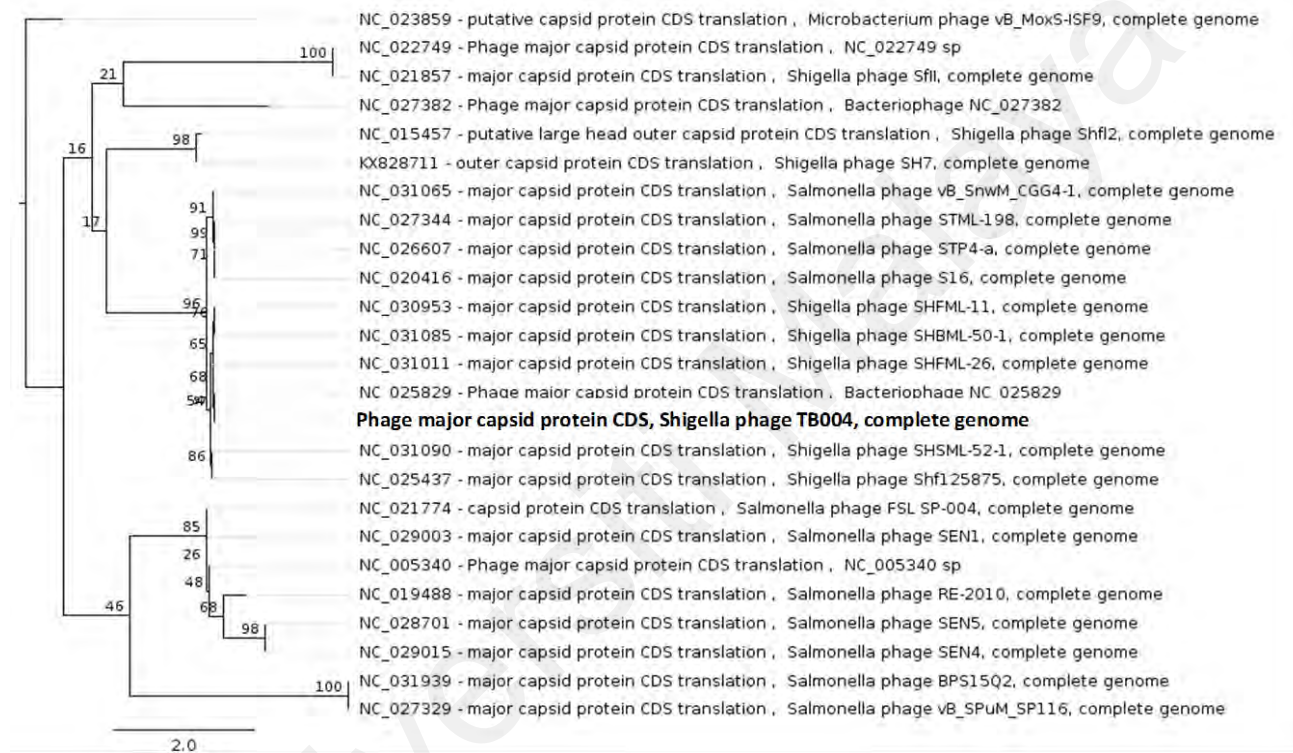 NC_023859 - putative capsid protein CDS translation , Microbacterium phage vB_MoxS-ISF9, complete genome
100 NC_022749 - Phage major capsid protein CDS translation , NC_022749 sp
21 NC_021857 - major capsid protein CDS translation , Shigella phage SfII, complete genome
NC_027382 - Phage major capsid protein CDS translation , Bacteriophage NC_027382
98 NC_015457 - putative large head outer capsid protein CDS translation , Shigella phage Shfl2, complete genome
16 KX828711 - outer capsid protein CDS translation , Shigella phage SH7, complete genome
NC_031065 - major capsid protein CDS translation , Salmonella phage vB_SnwM_CGG4-1, complete genome
91
17 NC_027344 - major capsid protein CDS translation , Salmonella phage STML-198, complete genome
99
71 NC_026607 - major capsid protein CDS translation , Salmonella phage STP4-a, complete genome
NC_020416 - major capsid protein CDS translation , Salmonella phage S16, complete genome
96 NC_030953 - major capsid protein CDS translation , Shigella phage SHFML-11, complete genome
76
65 NC_031085 - major capsid protein CDS translation , Shigella phage SHBML-50-1, complete genome
68 NC_031011 - major capsid protein CDS translation , Shigella phage SHFML-26, complete genome
NC_025829 - Phage major capsid protein CDS translation , Bacteriophage NC_025829
Phage major capsid protein CDS, Shigella phage TB004, complete genome
86 NC_031090 - major capsid protein CDS translation , Shigella phage SHSML-52-1, complete genome
NC_025437 - major capsid protein CDS translation , Shigella phage Shf125875, complete genome
NC_021774 - capsid protein CDS translation , Salmonella phage FSL SP-004, complete genome
85 NC_029003 - major capsid protein CDS translation , Salmonella phage SEN1, complete genome
26
NC_005340 - Phage major capsid protein CDS translation , NC_005340 sp
48
46 68 NC_019488 - major capsid protein CDS translation , Salmonella phage RE-2010, complete genome
98 NC_028701 - major capsid protein CDS translation , Salmonella phage SEN5, complete genome
NC_029015 - major capsid protein CDS translation , Salmonella phage SEN4, complete genome
100 NC_031939 - major capsid protein CDS translation , Salmonella phage BPS15Q2, complete genome
NC_027329 - major capsid protein CDS translation , Salmonella phage vB_SPuM_SP116, complete genome
2.0